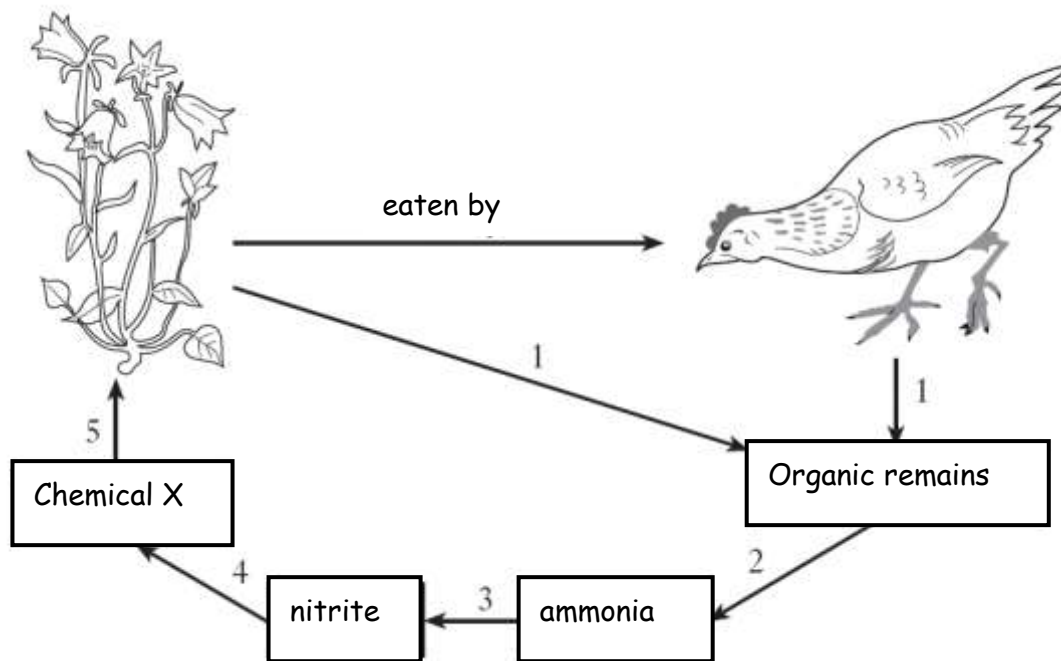 eaten by
1
1
5
Chemical X
Organic remains
4
2
nitrite
3
ammonia